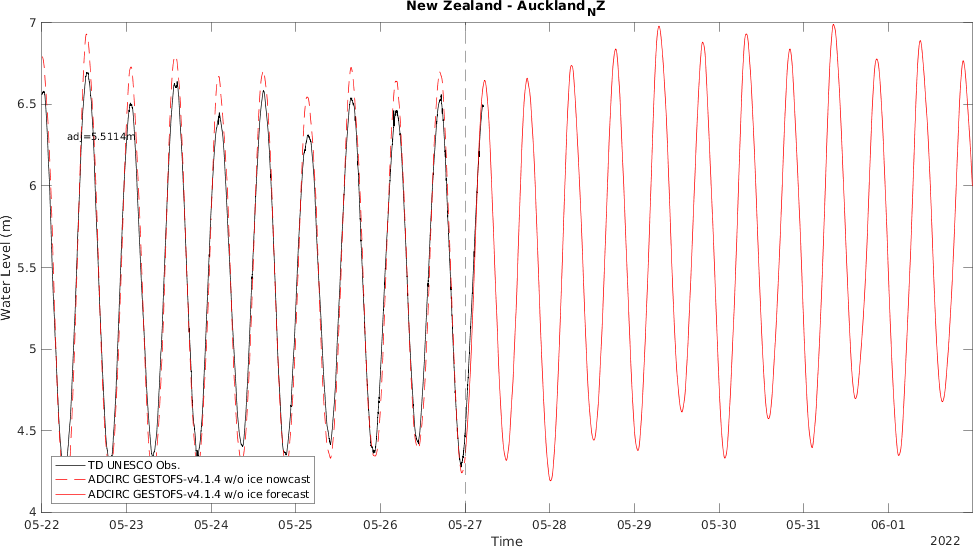 New Zealand - Auckland_NZ
7
6.5
adj=5.5114m
6
Water Level (m)
5.5
5
4.5
TD UNESCO Obs.
ADCIRC GESTOFS-v4.1.4 w/o ice nowcast
ADCIRC GESTOFS-v4.1.4 w/o ice forecast
4
05-22 05-23 05-24 05-25 05-26 05-27 05-28 05-29 05-30 05-31 06-01
Time
2022